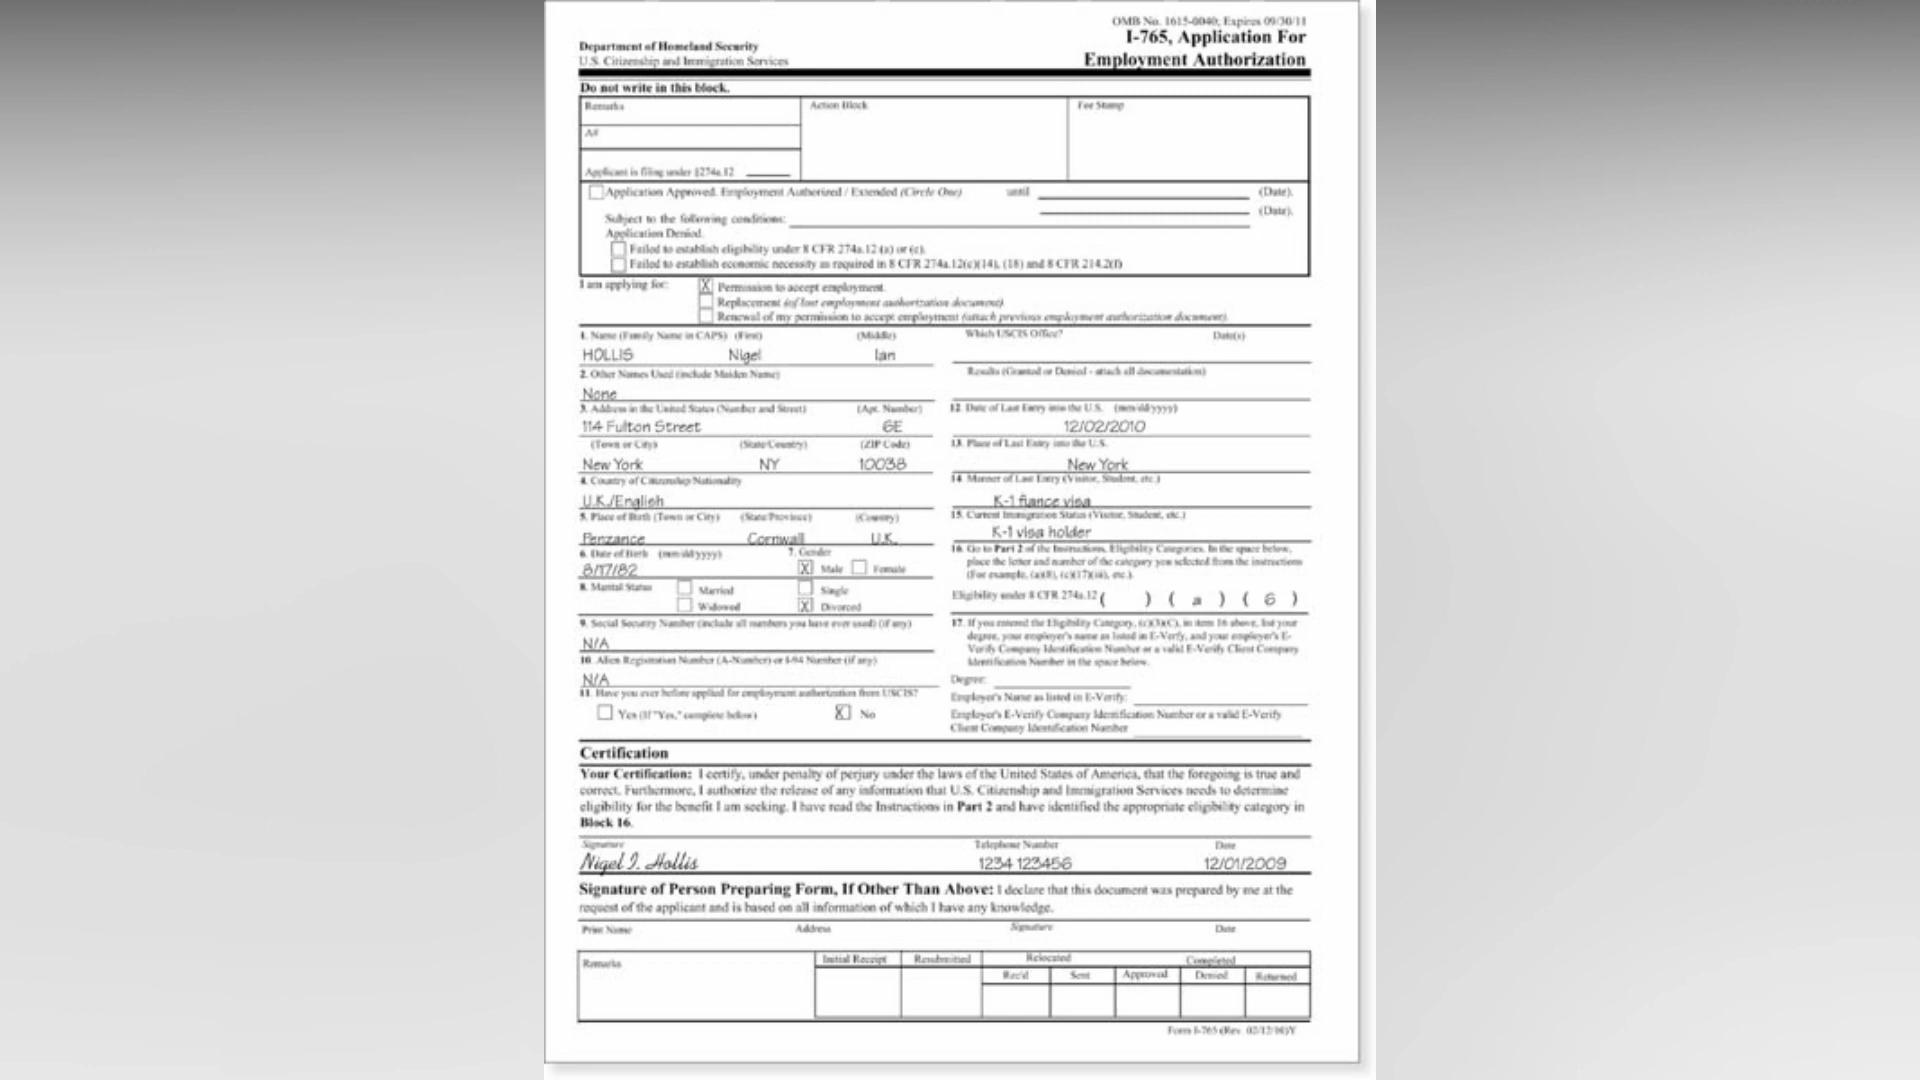 OMB No. 1615-0040; Expires 09/30/11
Department of Homeland Security
U.S. Citizenship and Immigration Services
I-765, Application For
Employment Authorization
Do not write in this block.
Remarks
Action Block
Fee Stamp
A#
Applicant is filing under §274a.12
Application Approved. Employment Authorized / Extended (Circle One) until (Date).
(Date).
Subject to the following conditions:
Application Denied.
Failed to establish eligibility under 8 CFR 274a.12 (a) or (c).
Failed to establish economic necessity as required in 8 CFR 274a.12(c)(14), (18) and 8 CFR 214.2(f)
I am applying for: X Permission to accept employment.
Replacement (of lost employment authorization document).
Renewal of my permission to accept employment (attach previous employment authorization document).
1. Name (Family Name in CAPS) (First) (Middle)
HOLLIS Nigel Ian
2. Other Names Used (include Maiden Name)
None
3. Address in the United States (Number and Street) (Apt. Number)
114 Fulton Street 6E
(Town or City) (State/Country) (ZIP Code)
New York NY 10038
4. Country of Citizenship/Nationality
U.K./English
5. Place of Birth (Town or City) (State/Province) (Country)
Penzance Cornwall U.K.
6. Date of Birth (mm/dd/yyyy) 7. Gender
8/17/82 X Male Female
8. Marital Status Married Single
Widowed X Divorced
9. Social Security Number (include all numbers you have ever used) (if any)
N/A
10. Alien Registration Number (A-Number) or I-94 Number (if any)
N/A
11. Have you ever before applied for employment authorization from USCIS?
Yes (If "Yes," complete below) X No
Which USCIS Office? Date(s)
Results (Granted or Denied - attach all documentation)
12. Date of Last Entry into the U.S. (mm/dd/yyyy)
12/02/2010
13. Place of Last Entry into the U.S.
New York
14. Manner of Last Entry (Visitor, Student, etc.)
K-1 fiance visa
15. Current Immigration Status (Visitor, Student, etc.)
K-1 visa holder
16. Go to Part 2 of the Instructions, Eligibility Categories. In the space below,
place the letter and number of the category you selected from the instructions
(For example, (a)(8), (c)(17)(iii), etc.).
Eligibility under 8 CFR 274a.12 ( ) ( a ) ( 6 )
17. If you entered the Eligibility Category, (c)(3)(C), in item 16 above, list your
degree, your employer's name as listed in E-Verify, and your employer's E-
Verify Company Identification Number or a valid E-Verify Client Company
Identification Number in the space below.
Degree:
Employer's Name as listed in E-Verify:
Employer's E-Verify Company Identification Number or a valid E-Verify
Client Company Identification Number
Certification
Your Certification: I certify, under penalty of perjury under the laws of the United States of America, that the foregoing is true and
correct. Furthermore, I authorize the release of any information that U.S. Citizenship and Immigration Services needs to determine
eligibility for the benefit I am seeking. I have read the Instructions in Part 2 and have identified the appropriate eligibility category in
Block 16.
Signature Telephone Number Date
Nigel I. Hollis 1234 123456 12/01/2009
Signature of Person Preparing Form, If Other Than Above: I declare that this document was prepared by me at the
request of the applicant and is based on all information of which I have any knowledge.
Print Name Address Signature Date
Remarks Initial Receipt Resubmitted Relocated Completed
Rec'd Sent Approved Denied Returned
Form I-765 (Rev. 02/12/10)Y